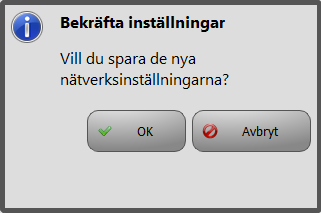 Bekräfta inställningar
Vill du spara de nya
nätverksinställningarna?
OK
Avbryt